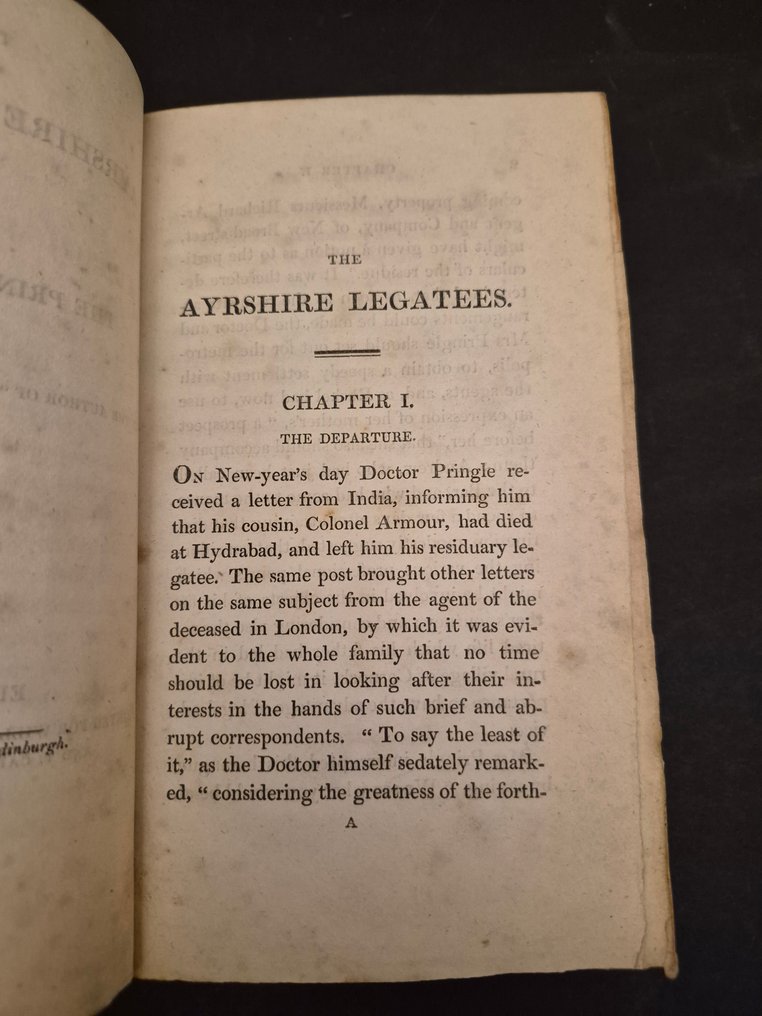 dinburgh.
THE
AYRSHIRE LEGATEES.
CHAPTER I.
THE DEPARTURE.
ON New-year's day Doctor Pringle re-
ceived a letter from India, informing him
that his cousin, Colonel Armour, had died
at Hydrabad, and left him his residuary le-
gatee. The same post brought other letters
on the same subject from the agent of the
deceased in London, by which it was evi-
dent to the whole family that no time
should be lost in looking after their in-
terests in the hands of such brief and ab-
rupt correspondents. “ To say the least of
it,” as the Doctor himself sedately remark-
ed, “ considering the greatness of the forth-
A